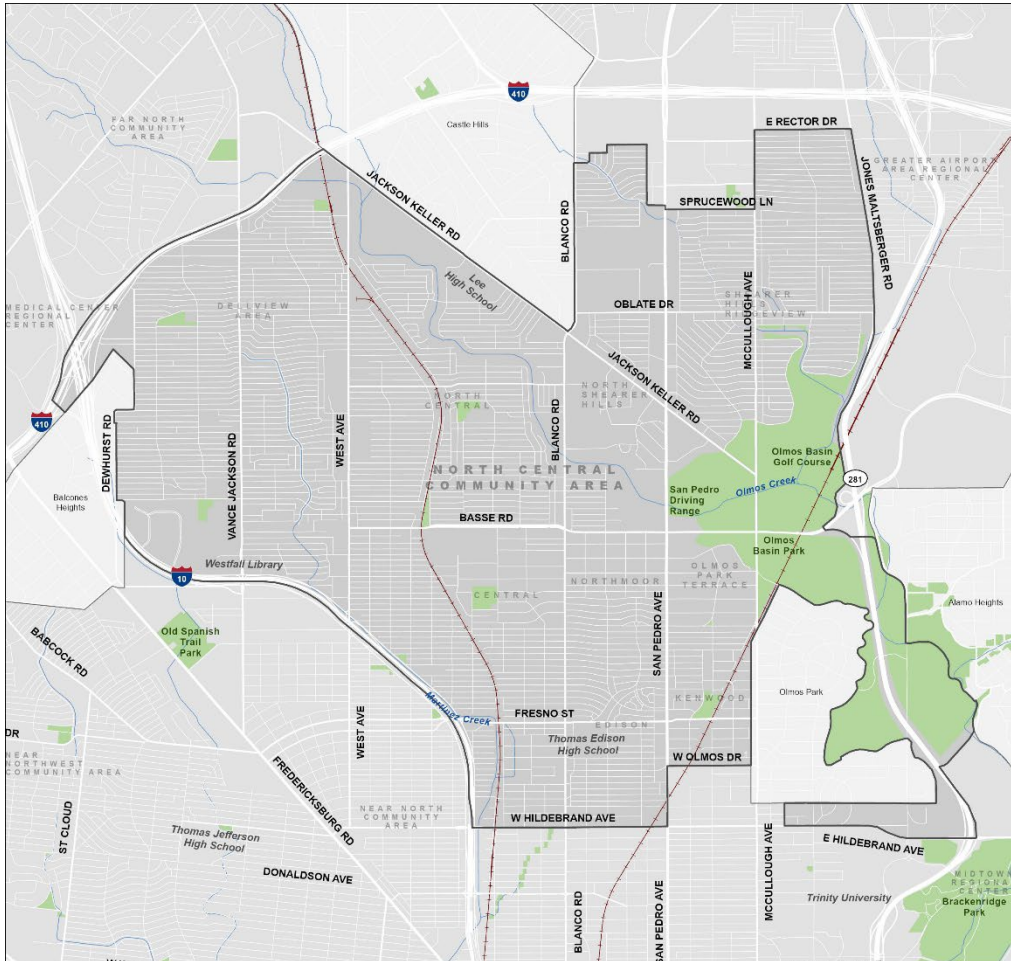 410
E RECTOR DR
FAR NORTH
COMMUNITY
AREA
Castle Hills
GREATER AIRPORT
AREA REGIONAL
CENTER
JACKSON KELLER RD
JONES MALTSBERGER RD
SPRUCEWOOD LN
BLANCO RD
Lee
High School
MEDICAL CENTER
REGIONAL
CENTER
DELLVIEW
AREA
OBLATE DR
SHEARER
HILLS
RIDGEVIEW
MCCULLOUGH AVE
JACKSON KELLER RD
NORTH
CENTRAL
NORTH
SHEARER
HILLS
410
DEWHURST RD
VANCE JACKSON RD
WEST AVE
BLANCO RD
NORTH CENTRAL
COMMUNITY AREA
Olmos Basin
Golf Course
281
Balcones
Heights
San Pedro
Driving
Range
Olmos Creek
BASSE RD
Olmos
Basin Park
Westfall Library
10
NORTHMOOR
OLMOS
PARK
TERRACE
CENTRAL
Alamo Heights
Old Spanish
Trail
Park
BABCOCK RD
SAN PEDRO AVE
Olmos Park
KENWOOD
Martinez Creek
FRESNO ST
EDISON
WEST AVE
Thomas Edison
High School
DR
NEAR
NORTHWEST
COMMUNITY AREA
W OLMOS DR
FREDERICKSBURG RD
ST CLOUD
NEAR NORTH
COMMUNITY
AREA
W HILDEBRAND AVE
Thomas Jefferson
High School
E HILDEBRAND AVE
DONALDSON AVE
BLANCO RD
SAN PEDRO AVE
MCCULLOUGH AVE
Trinity University
MIDTOWN
REGIONAL
CENTER
Brackenridge
Park